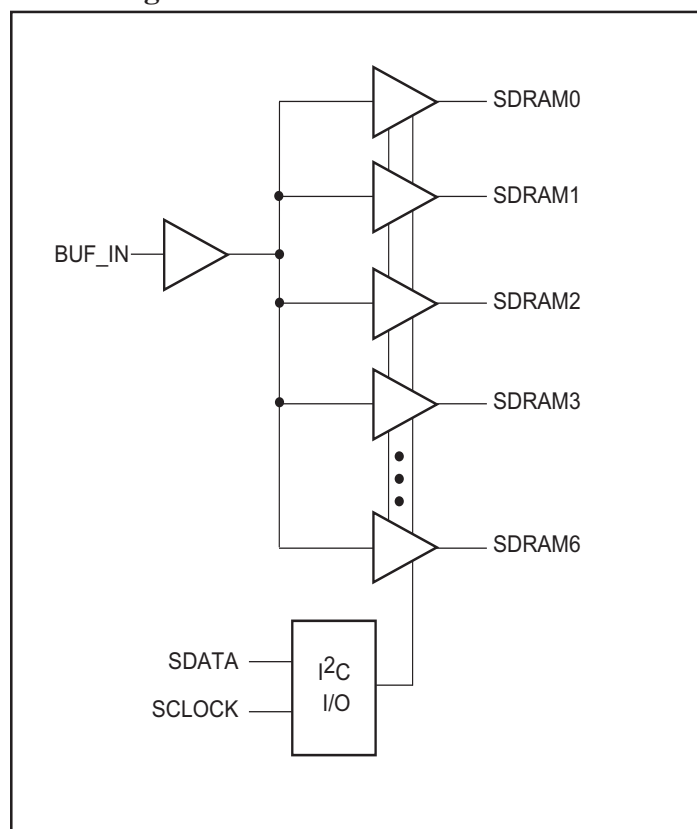 SDRAM0
SDRAM1
BUF_IN
SDRAM2
SDRAM3
SDRAM6
SDATA
I²C
I/O
SCLOCK